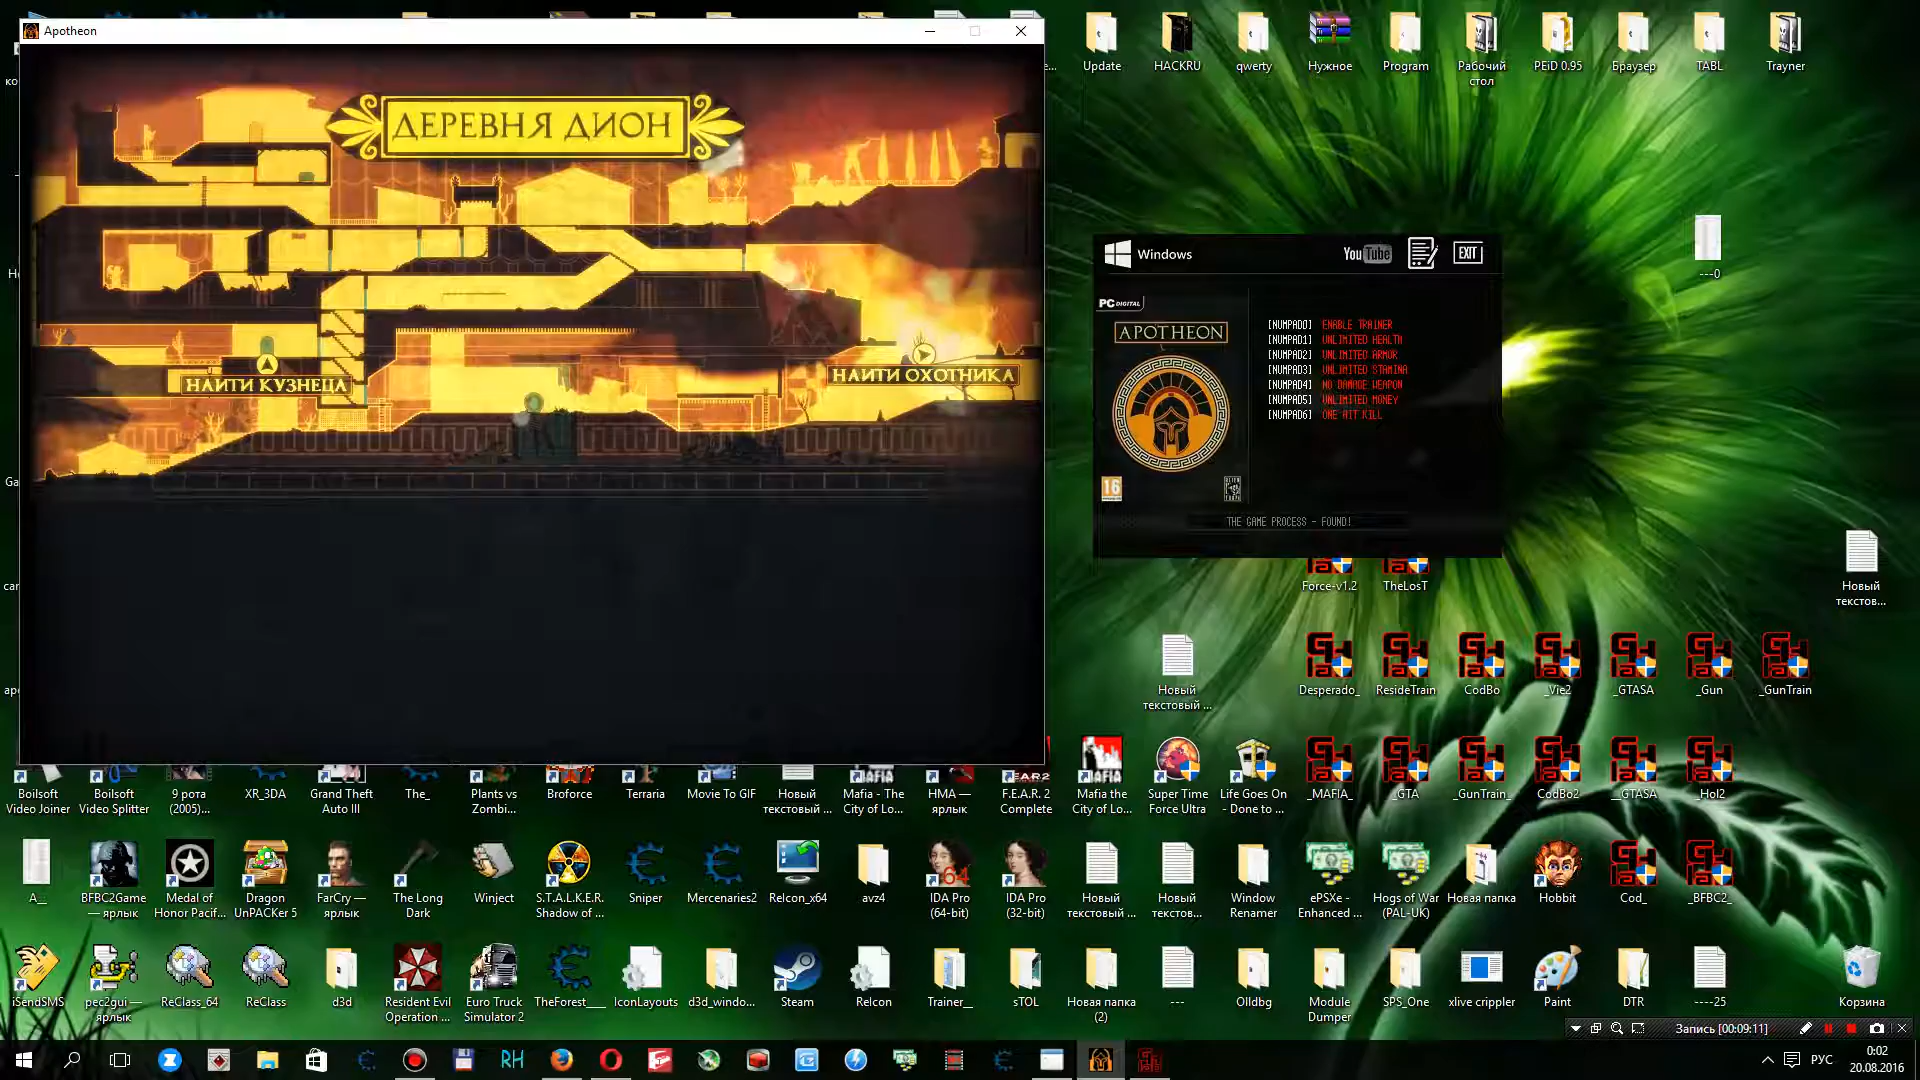 Apotheon
ДЕРЕВНЯ ДИОН
НАЙТИ КУЗНЕЦА
НАЙТИ ОХОТНИКА
Update
HACKRU
qwerty
Нужное
Program
Рабочий
стол
PEiD 0.95
Браузер
TABL
Trayner
---0
Windows
YouTube
EXIT
PC DIGITAL
APOTHEON
16
[NUMPAD0] ENABLE TRAINER
[NUMPAD1] UNLIMITED HEALTH
[NUMPAD2] UNLIMITED ARMOR
[NUMPAD3] UNLIMITED STAMINA
[NUMPAD4] NO DAMAGE WEAPON
[NUMPAD5] UNLIMITED MONEY
[NUMPAD6] ONE HIT KILL
THE GAME PROCESS - FOUND!
Force-v1.2
TheLosT
Новый
текстов...
Новый
текстовый ...
Desperado_
ResideTrain
CodBo
_Vie2
_GTASA
_Gun
_GunTrain
Boilsoft
Video Joiner
Boilsoft
Video Splitter
9 рота
(2005)...
XR_3DA
Grand Theft
Auto III
The_
Plants vs
Zombi...
Broforce
Terraria
Movie To GIF
Новый
текстовый ...
Mafia - The
City of Lo...
HMA —
ярлык
F.E.A.R. 2
Complete
Mafia the
City of Lo...
Super Time
Force Ultra
Life Goes On
- Done to ...
_MAFIA_
_GTA
_GunTrain_
CodBo2
__GTASA
_Hol2
A__
BFBC2Game
— ярлык
Medal of
Honor Pacif...
Dragon
UnPACKer 5
FarCry —
ярлык
The Long
Dark
Winject
S.T.A.L.K.E.R.
Shadow of ...
Sniper
Mercenaries2
ReIcon_x64
avz4
IDA Pro
(64-bit)
IDA Pro
(32-bit)
Новый
текстовый ...
Новый
текстов...
Window
Renamer
ePSXe -
Enhanced ...
Hogs of War
(PAL-UK)
Новая папка
Hobbit
Cod_
_BFBC2_
iSendSMS
pec2gui —
ярлык
ReClass_64
ReClass
d3d
Resident Evil
Operation ...
Euro Truck
Simulator 2
TheForest____
IconLayouts
d3d_windo...
Steam
ReIcon
Trainer__
sTOL
Новая папка
(2)
---
Olldbg
Module
Dumper
SPS_One
xlive crippler
Paint
DTR
----25
Корзина
Запись [00:09:11]
RH
РУС
0:02
20.08.2016